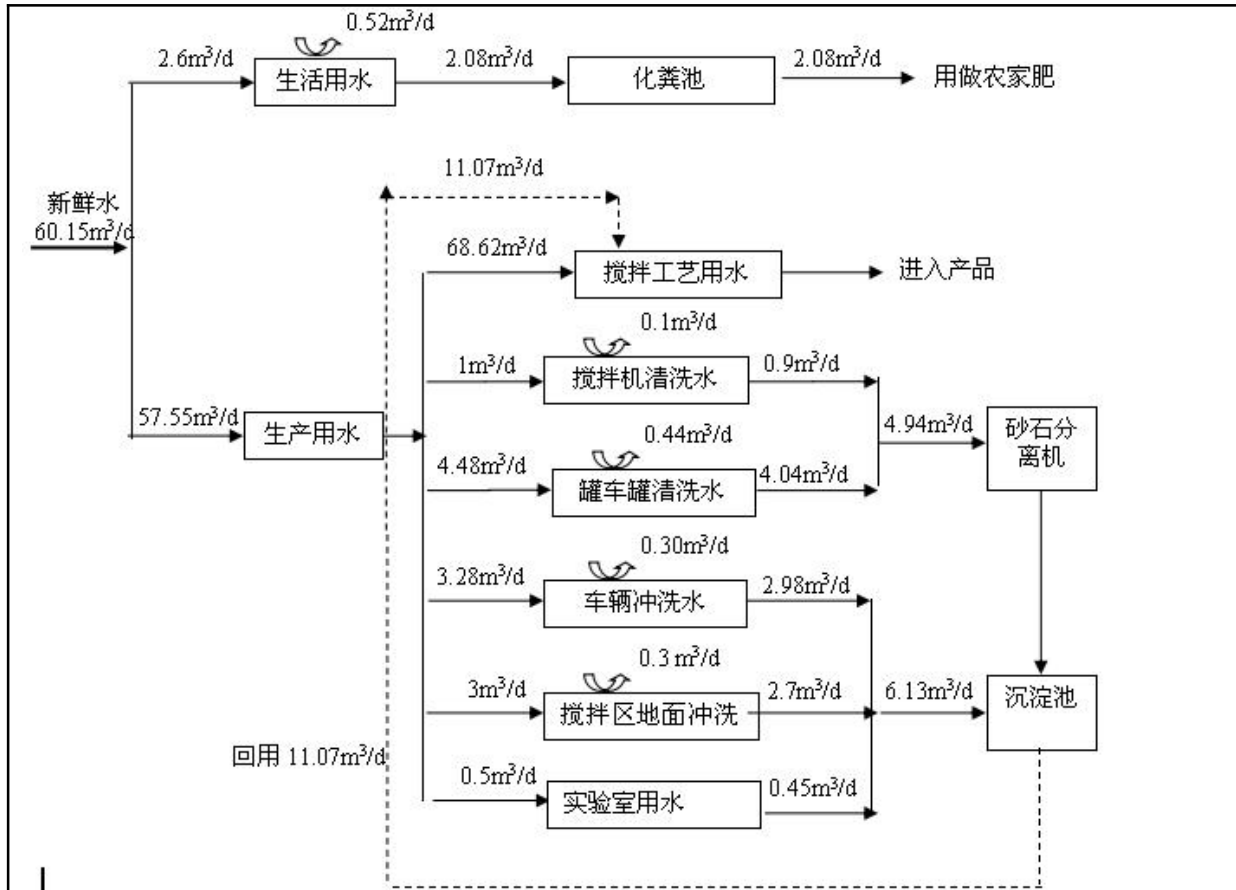 0.52m³/d
2.6m³/d
生活用水
2.08m³/d
化粪池
2.08m³/d
用做农家肥
11.07m³/d
新鲜水
60.15m³/d
68.62m³/d
搅拌工艺用水
进入产品
0.1m³/d
1m³/d
搅拌机清洗水
0.9m³/d
57.55m³/d
生产用水
0.44m³/d
4.94m³/d
砂石分
离机
4.48m³/d
罐车罐清洗水
4.04m³/d
0.30m³/d
3.28m³/d
车辆冲洗水
2.98m³/d
0.3 m³/d
3m³/d
搅拌区地面冲洗
2.7m³/d
6.13m³/d
沉淀池
回用 11.07m³/d
0.5m³/d
实验室用水
0.45m³/d